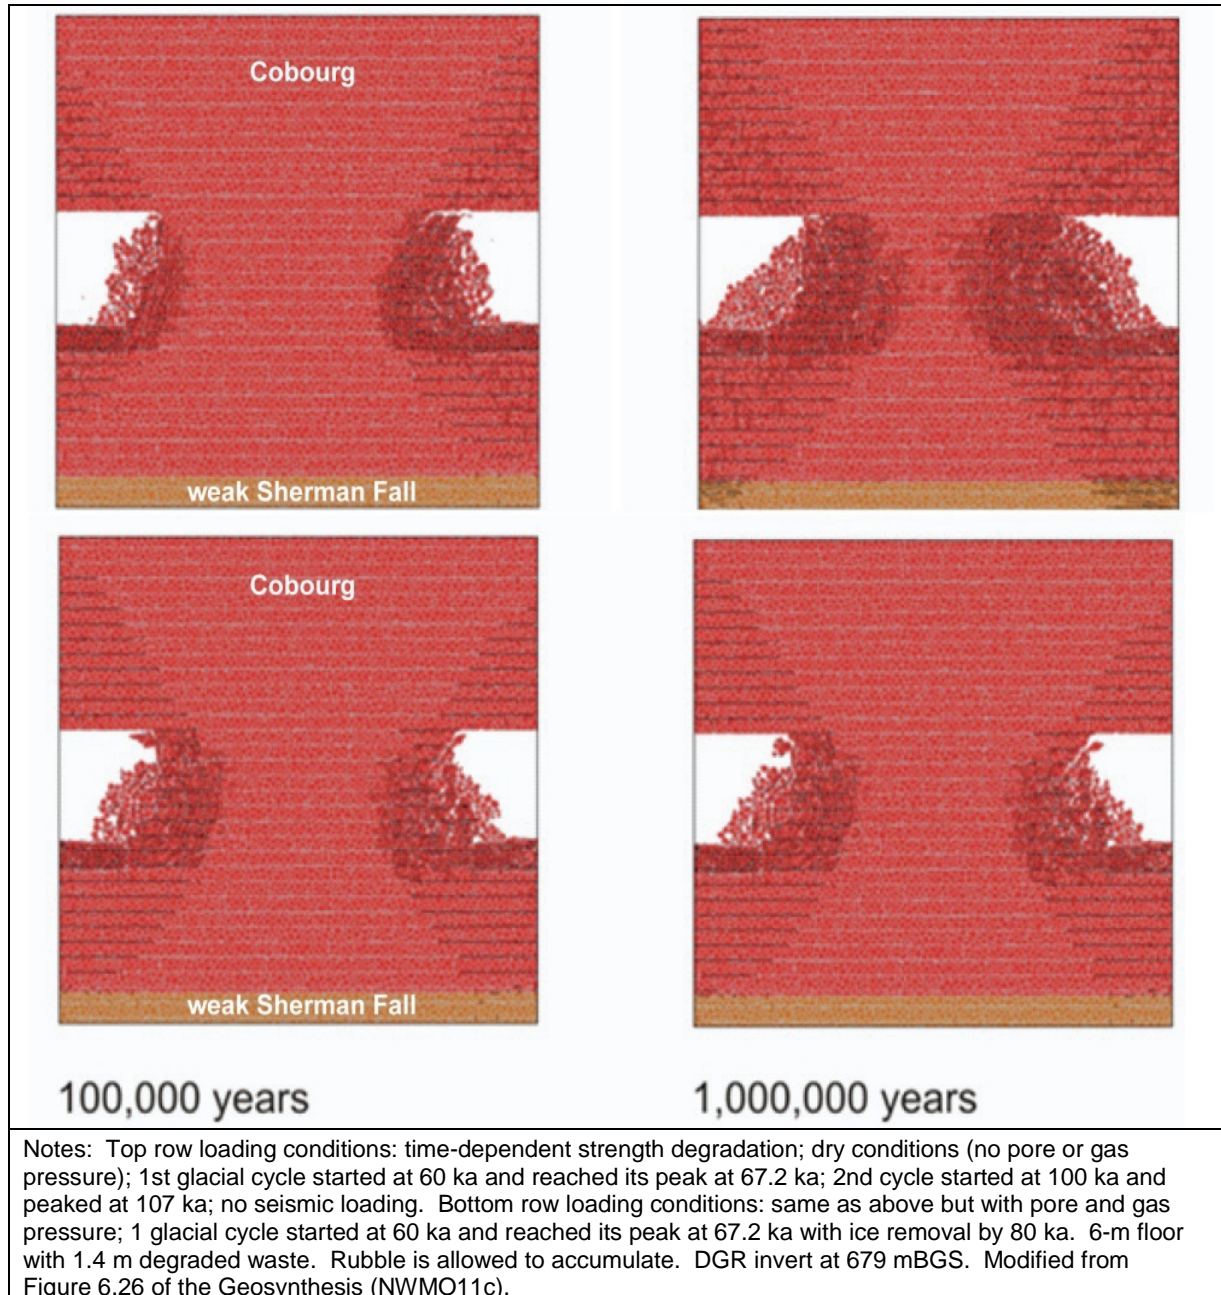 Cobourg
weak Sherman Fall
Cobourg
weak Sherman Fall
100,000 years
1,000,000 years
Notes: Top row loading conditions: time-dependent strength degradation; dry conditions (no pore or gas
pressure); 1st glacial cycle started at 60 ka and reached its peak at 67.2 ka; 2nd cycle started at 100 ka and
peaked at 107 ka; no seismic loading. Bottom row loading conditions: same as above but with pore and gas
pressure; 1 glacial cycle started at 60 ka and reached its peak at 67.2 ka with ice removal by 80 ka. 6-m floor
with 1.4 m degraded waste. Rubble is allowed to accumulate. DGR invert at 679 mBGS. Modified from
Figure 6.26 of the Geosynthesis (NWMO11c).